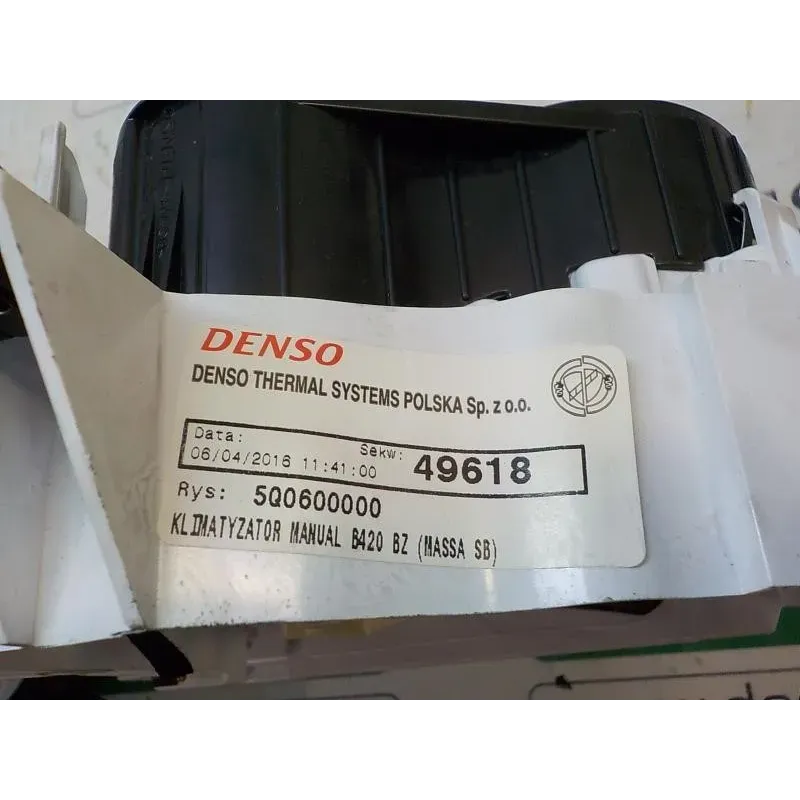 DENSO
DENSO THERMAL SYSTEMS POLSKA Sp. z o.o.
Data:
06/04/2016 11:41:00
Sekw: 49618
Rys: 5Q0600000
KLIMATYZATOR MANUAL B420 BZ (MASSA SB)